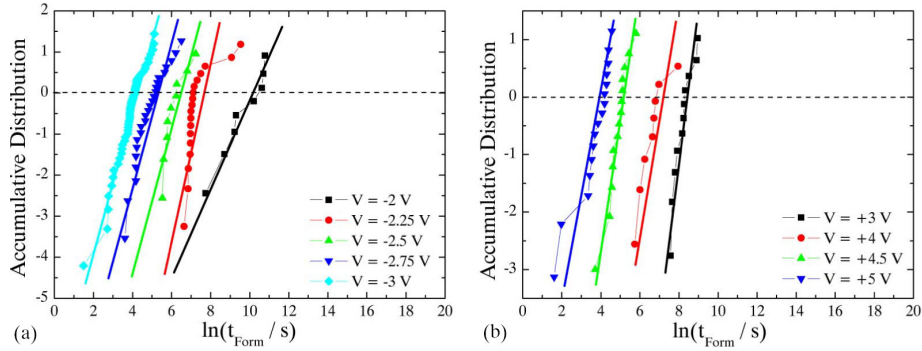 Accumulative Distribution
2
1
0
-1
-2
-3
-4
-5
V = -2 V
V = -2.25 V
V = -2.5 V
V = -2.75 V
V = -3 V
0 2 4 6 8 10 12 14 16 18 20
(a)
ln(t_Form / s)
Accumulative Distribution
1
0
-1
-2
-3
V = +3 V
V = +4 V
V = +4.5 V
V = +5 V
0 2 4 6 8 10 12 14 16 18 20
(b)
ln(t_Form / s)